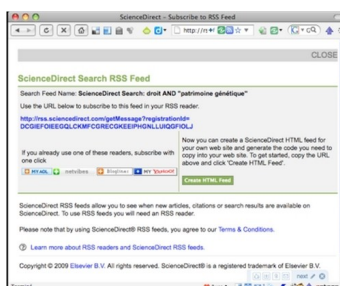 ScienceDirect - Subscribe to RSS Feed
CLOSE
ScienceDirect Search RSS Feed
Search Feed Name: ScienceDirect Search: droit AND "patrimoine génétique"
Use the URL below to subscribe to this feed in your RSS reader.
http://rss.sciencedirect.com/getMessage?registrationId=
DCGIEFOIEEGQLCKMFCGRECGKEEIPHGNLLUIQGFIOLJ
If you already use one of these readers, subscribe with
one click
MY AOL
netvibes
Bloglines
MY YAHOO!
Now you can create a ScienceDirect HTML feed for
your own web site and generate the code you need to
copy into your website. To get started, copy the URL
above and click 'Create HTML Feed'.
Create HTML Feed
ScienceDirect RSS feeds allow you to see when new articles, citations or search results are available on
ScienceDirect. To use RSS feeds you will need an RSS reader.
Please note that by using ScienceDirect® RSS feeds, you agree to our Terms & Conditions.
Learn more about RSS readers and ScienceDirect RSS feeds.
Copyright © 2009 Elsevier B.V. All rights reserved. ScienceDirect® is a registered trademark of Elsevier B.V.
next